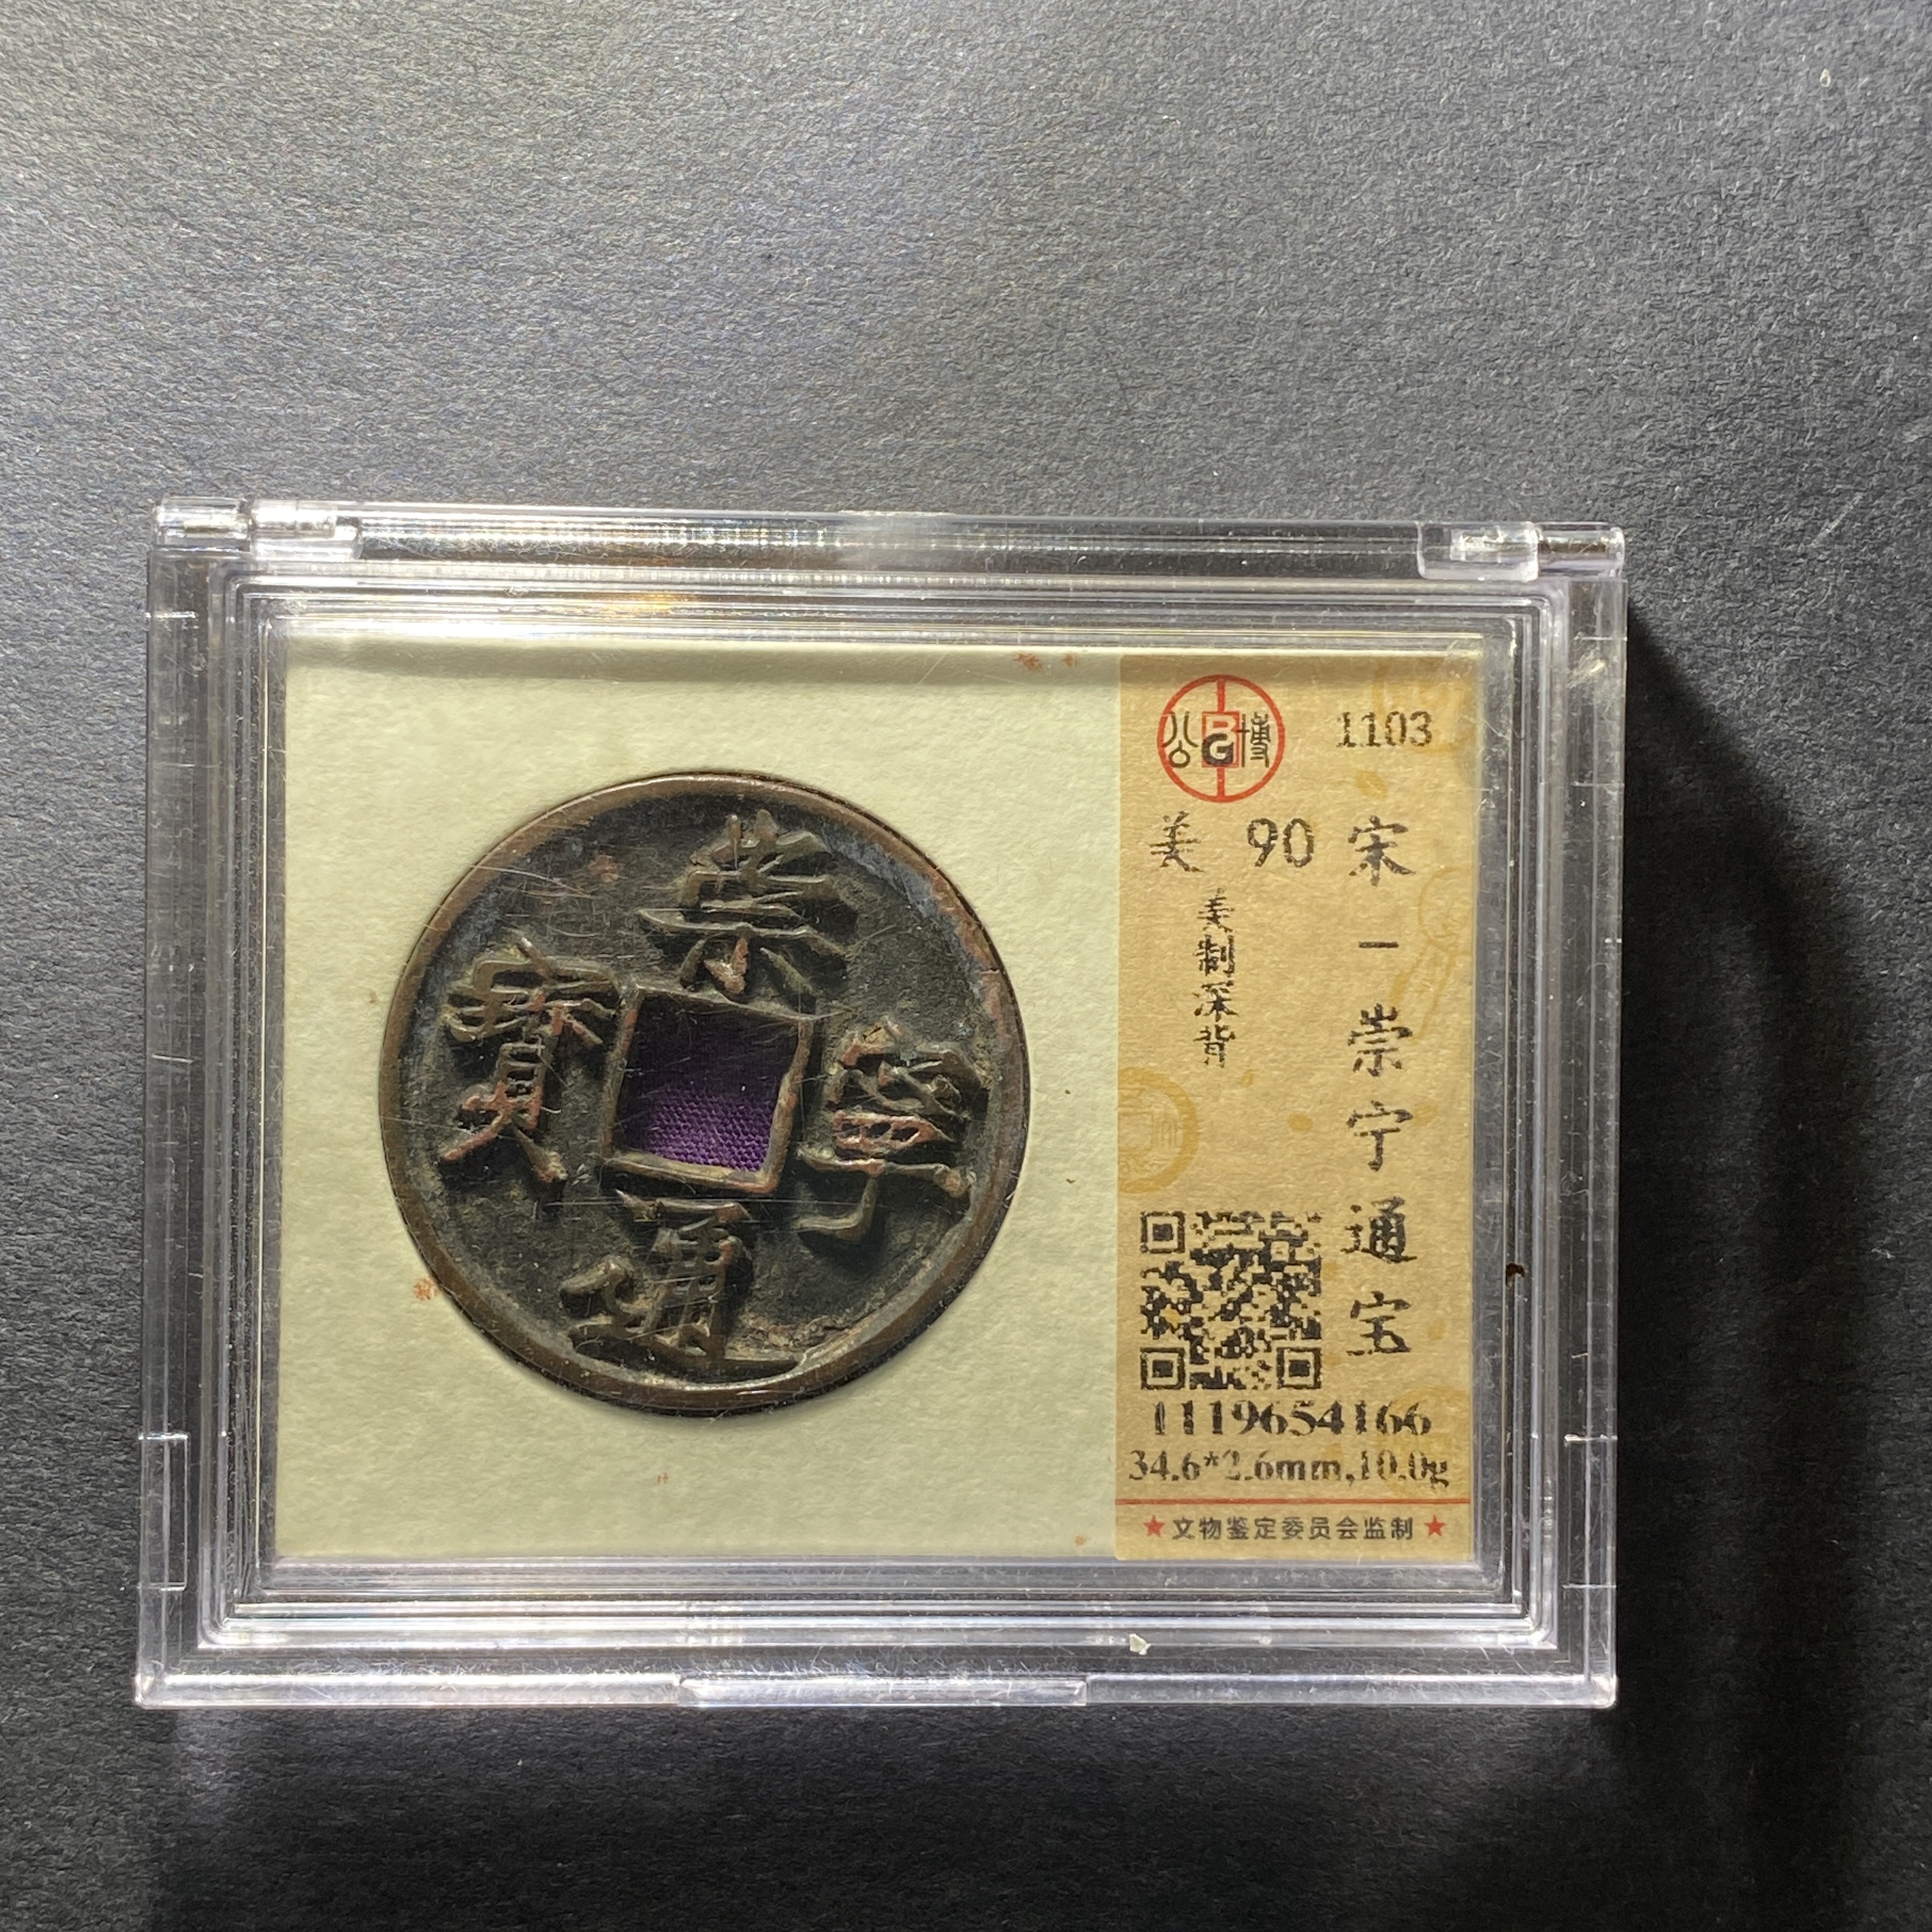 崇寧通寶
公博
BG
1103
美 90
美制深背
宋-崇宁通宝
1119654166
34.6*2.6mm,10.0g
★文物鉴定委员会监制★